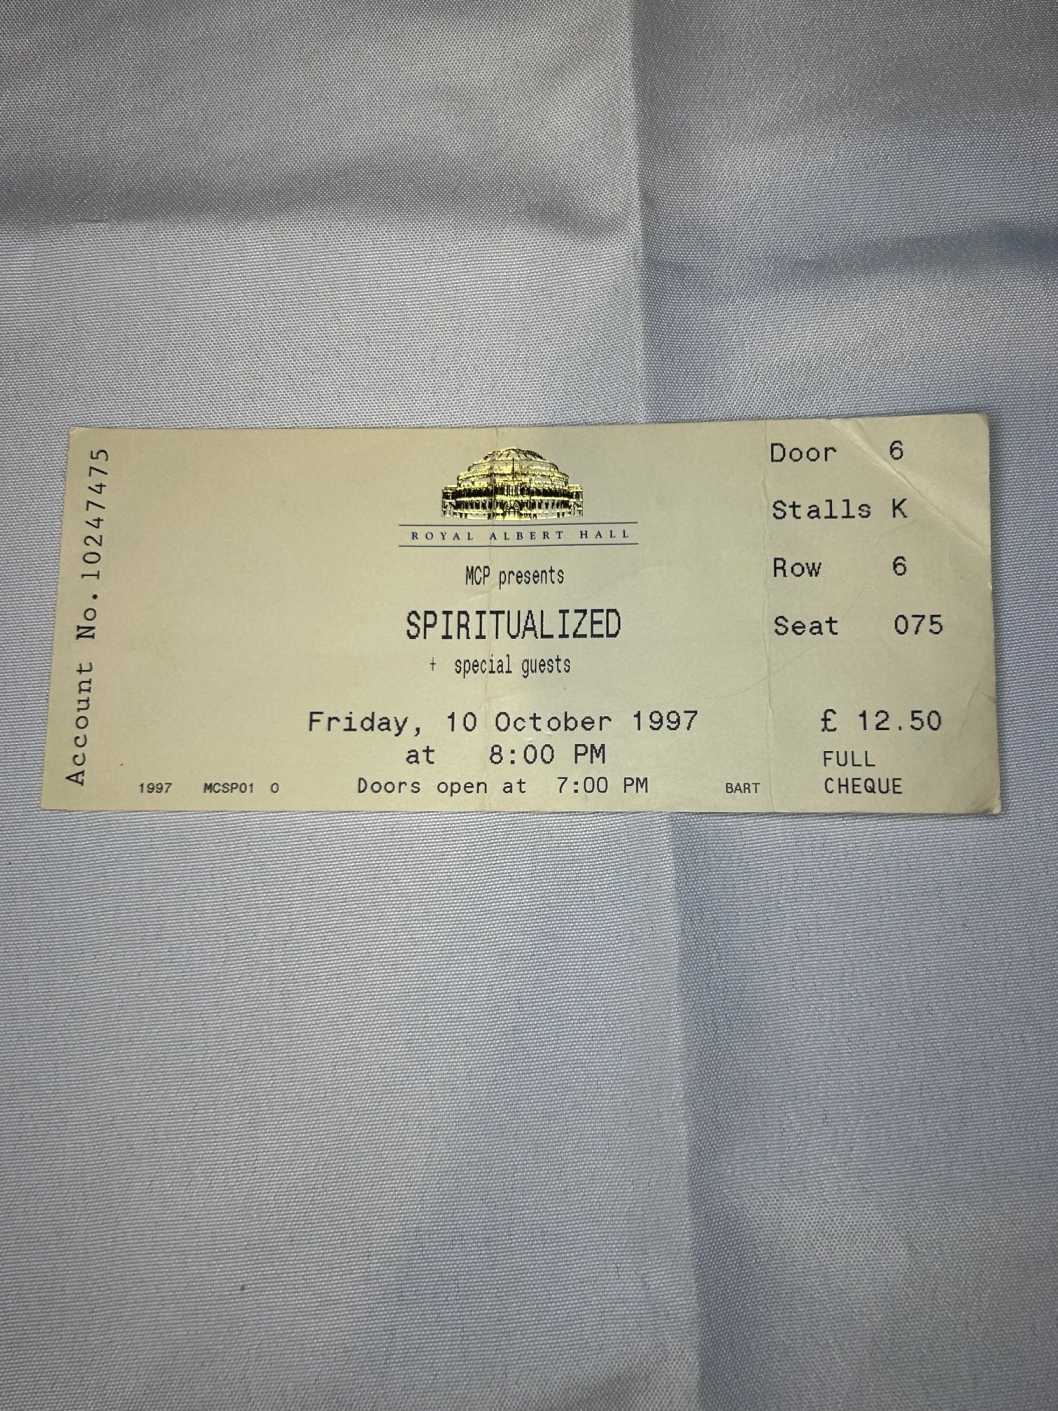 Account No. 10247475
ROYAL ALBERT HALL
MCP presents
SPIRITUALIZED
+ special guests
Friday, 10 October 1997
at 8:00 PM
Doors open at 7:00 PM
1997 MCSP01 0
BART
Door 6
Stalls K
Row 6
Seat 075
£ 12.50
FULL
CHEQUE